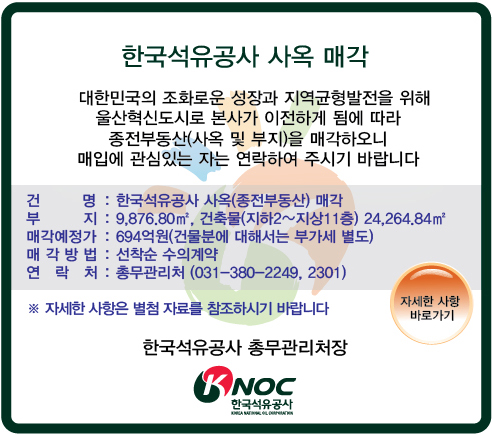 한국석유공사 사옥 매각
대한민국의 조화로운 성장과 지역균형발전을 위해
울산혁신도시로 본사가 이전하게 됨에 따라
종전부동산(사옥 및 부지)을 매각하오니
매입에 관심있는 자는 연락하여 주시기 바랍니다
건 명 : 한국석유공사 사옥(종전부동산) 매각
부 지 : 9,876.80㎡, 건축물(지하2~지상11층) 24,264.84㎡
매각예정가 : 694억원(건물분에 대해서는 부가세 별도)
매 각 방 법 : 선착순 수의계약
연 락 처 : 총무관리처 (031-380-2249, 2301)
※ 자세한 사항은 별첨 자료를 참조하시기 바랍니다
자세한 사항
바로가기
한국석유공사 총무관리처장
KNOC
한국석유공사
KOREA NATIONAL OIL CORPORATION